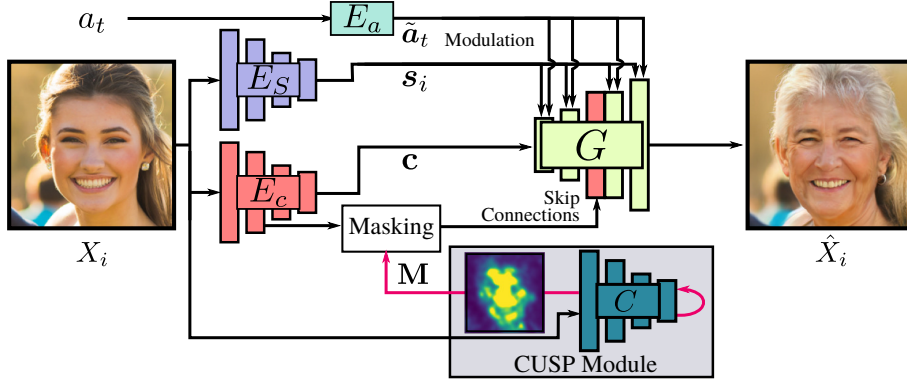 a_t
E_a
ã_t
Modulation
E_S
s_i
G
c
E_c
Skip
Connections
Masking
X_i
X̂_i
M
C
CUSP Module